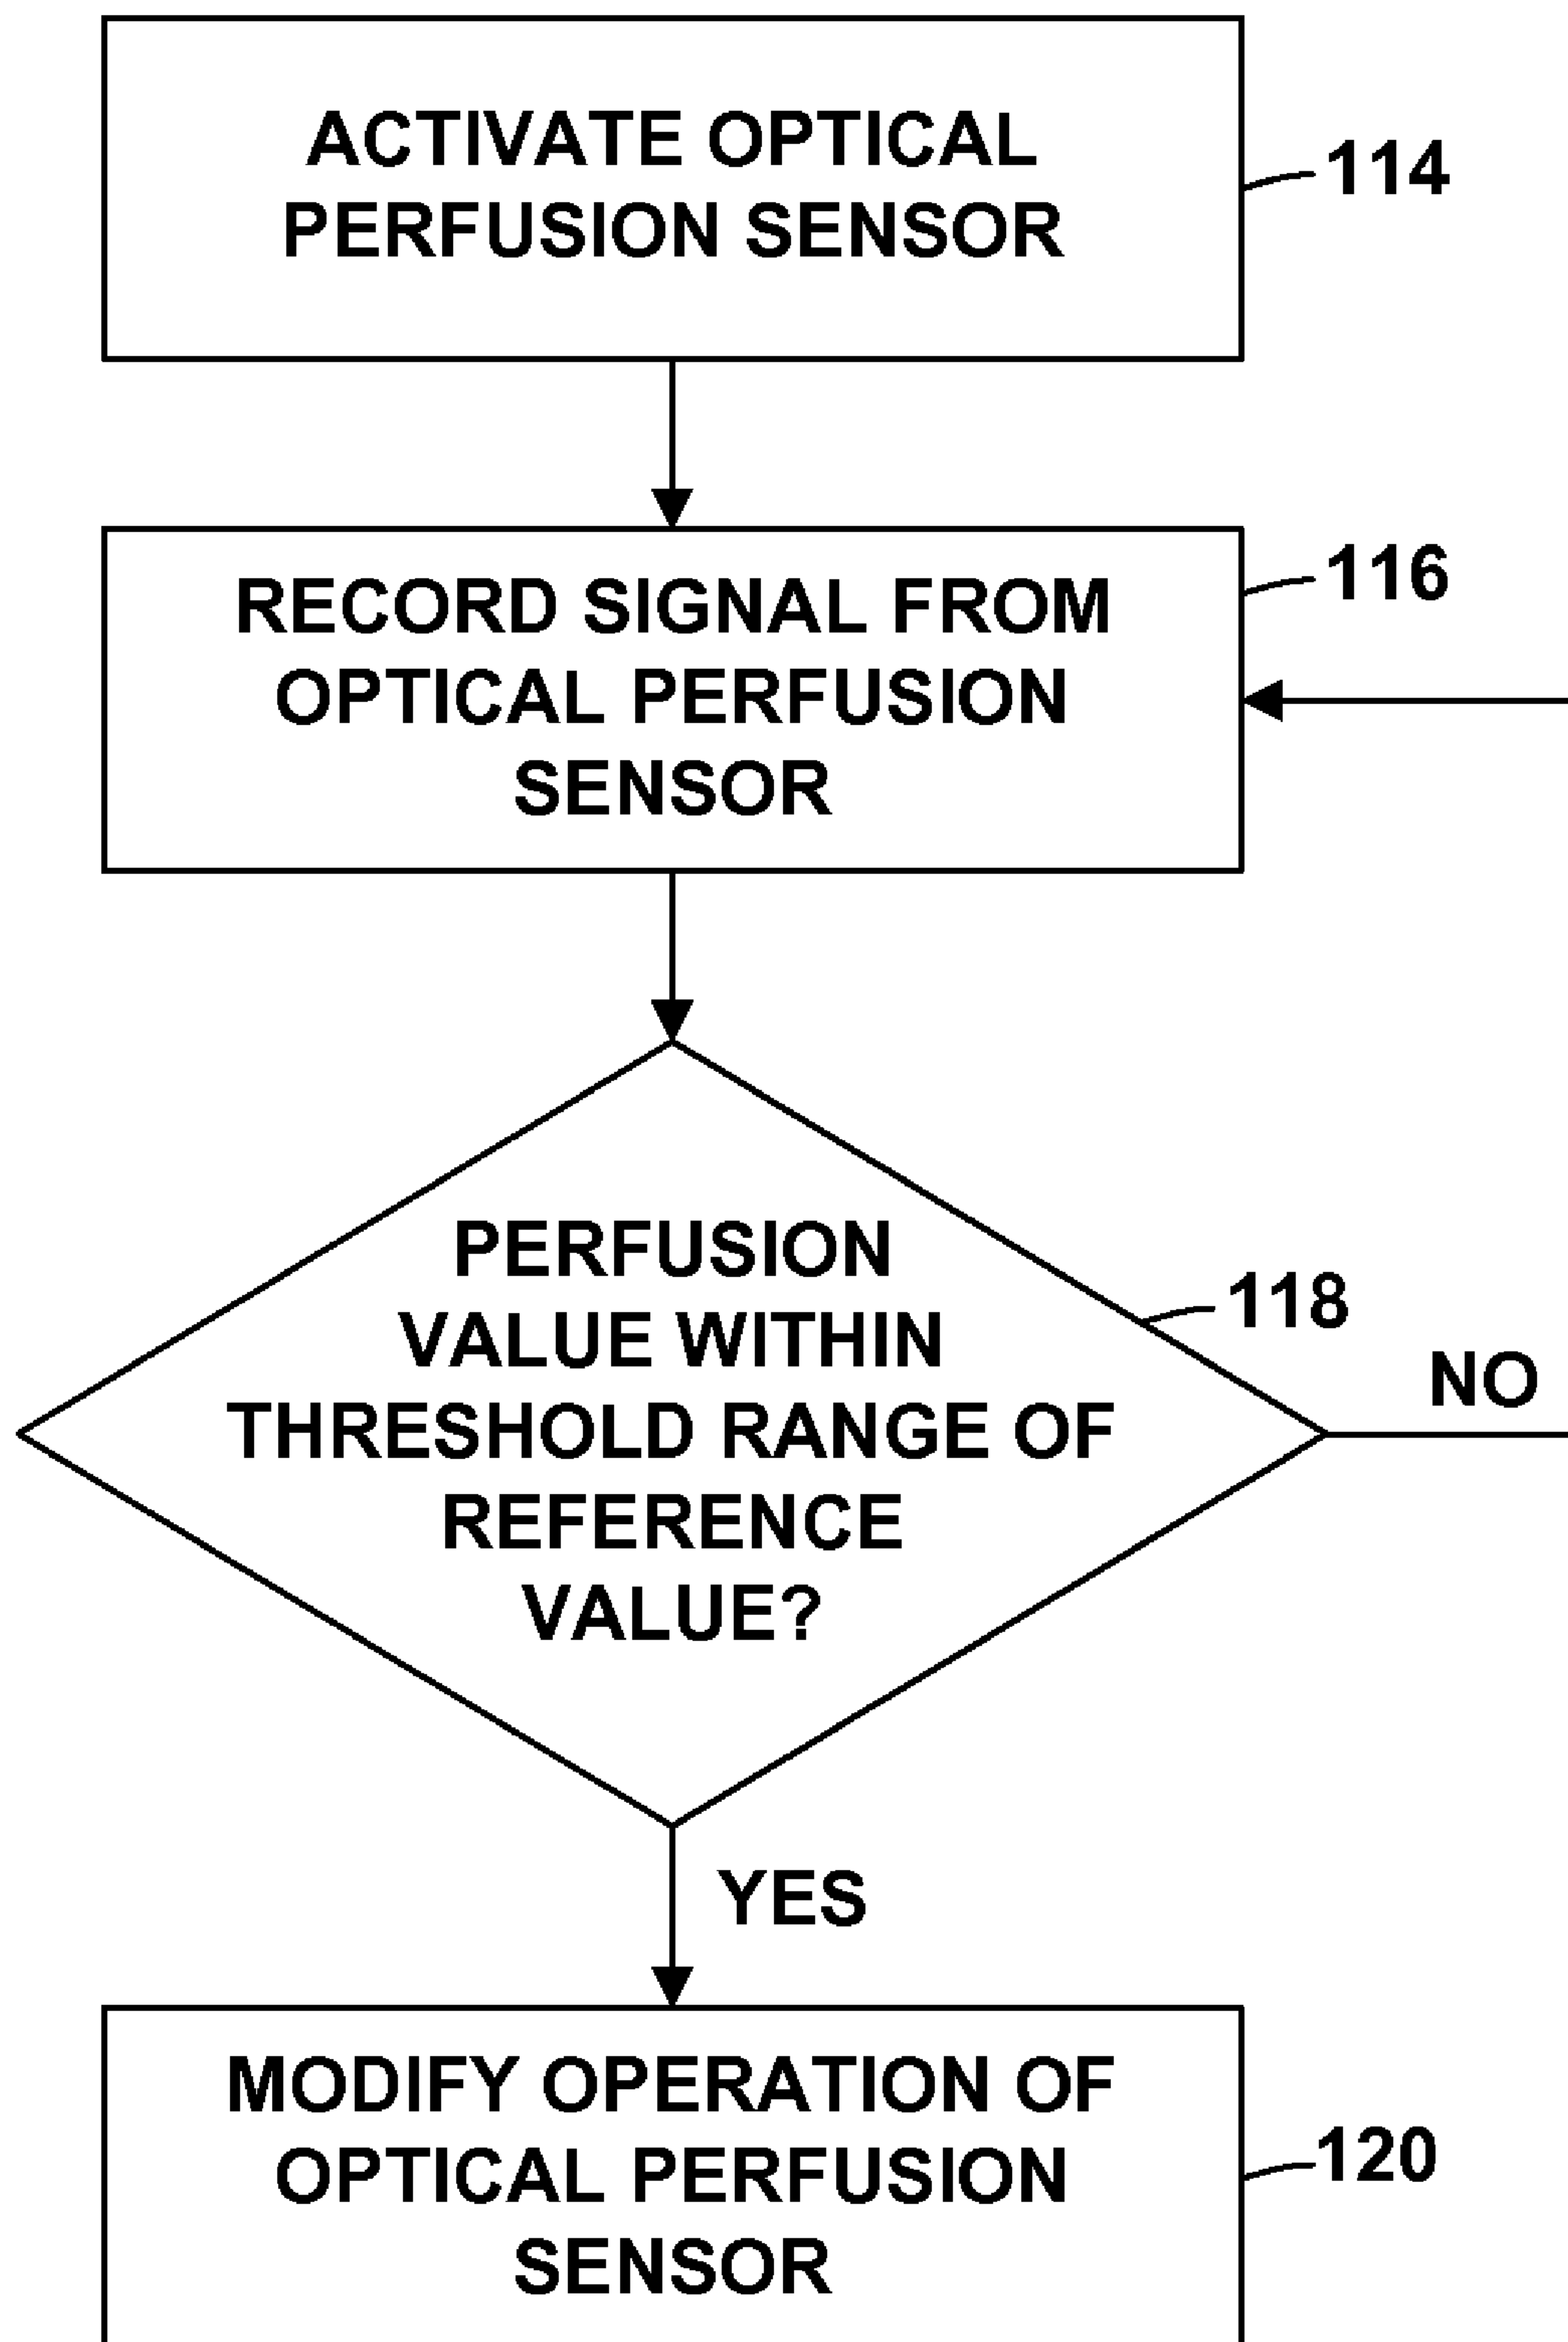 ACTIVATE OPTICAL
PERFUSION SENSOR
114
RECORD SIGNAL FROM
OPTICAL PERFUSION
SENSOR
116
PERFUSION
VALUE WITHIN
THRESHOLD RANGE OF
REFERENCE
VALUE?
118
NO
YES
MODIFY OPERATION OF
OPTICAL PERFUSION
SENSOR
120